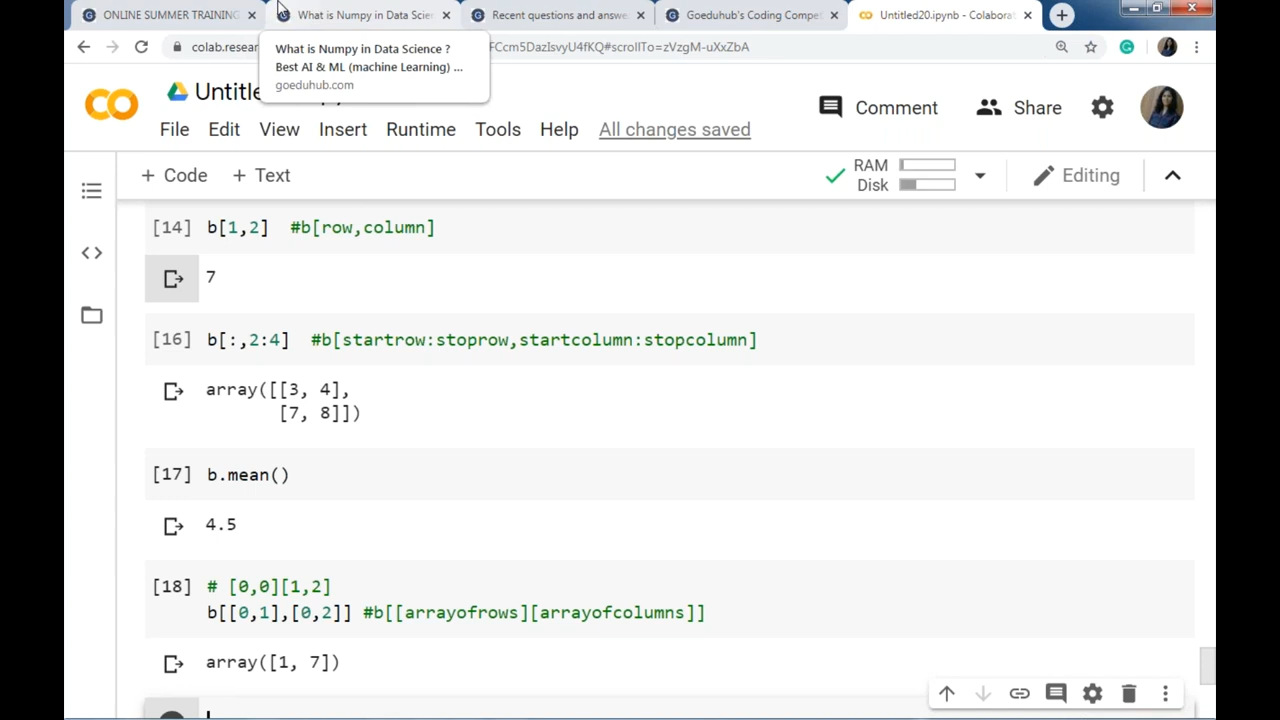 ONLINE SUMMER TRAINING
What is Numpy in Data Scien
Recent questions and answe
Goeduhub's Coding Compet
Untitled20.ipynb - Colaborat
colab.resear
FCcm5DazIsvyU4fKQ#scrollTo=zVzgM-uXxZbA
What is Numpy in Data Science ?
Best AI & ML (machine Learning) ...
goeduhub.com
CO
Comment
Share
File Edit View Insert Runtime Tools Help All changes saved
+ Code + Text
RAM
Disk
Editing
[14] b[1,2] #b[row,column]
7
[16] b[:,2:4] #b[startrow:stoprow,startcolumn:stopcolumn]
array([[3, 4],
[7, 8]])
[17] b.mean()
4.5
[18] # [0,0][1,2]
b[[0,1],[0,2]] #b[[arrayofrows][arrayofcolumns]]
array([1, 7])